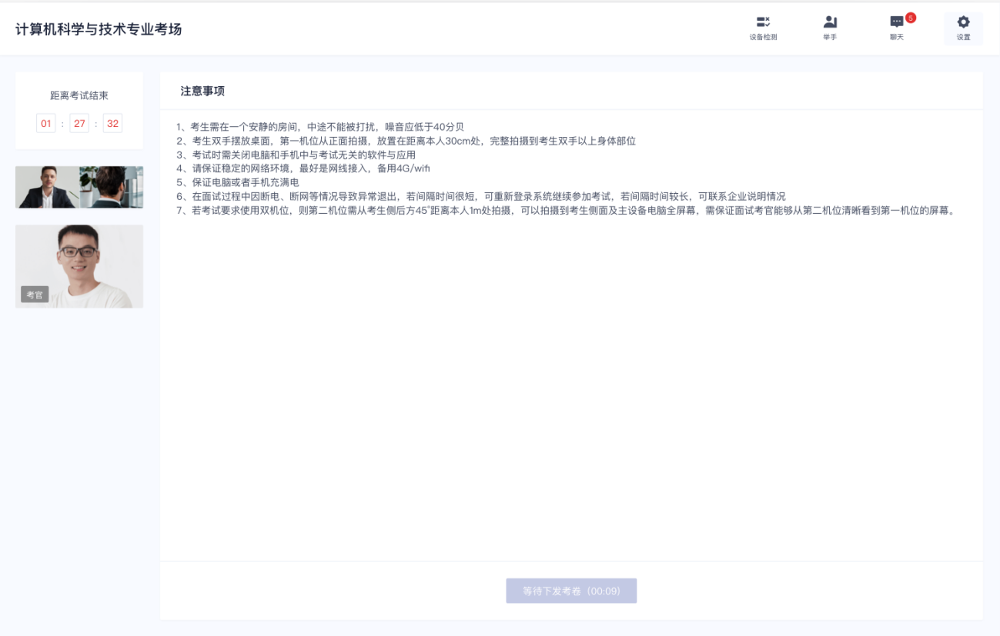 计算机科学与技术专业考场
设备检测
举手
5
聊天
设置
距离考试结束
01 : 27 : 32
考官
注意事项
1、考生需在一个安静的房间，中途不能被打扰，噪音应低于40分贝
2、考生双手摆放桌面，第一机位从正面拍摄，放置在距离本人30cm处，完整拍摄到考生双手以上身体部位
3、考试时需关闭电脑和手机中与考试无关的软件与应用
4、请保证稳定的网络环境，最好是网线接入，备用4G/wifi
5、保证电脑或者手机充满电
6、在面试过程中因断电、断网等情况导致异常退出，若间隔时间很短，可重新登录系统继续参加考试，若间隔时间较长，可联系企业说明情况
7、若考试要求使用双机位，则第二机位需从考生侧后方45°距离本人1m处拍摄，可以拍摄到考生侧面及主设备电脑全屏幕，需保证面试考官能够从第二机位清晰看到第一机位的屏幕。
等待下发考卷（00:09）